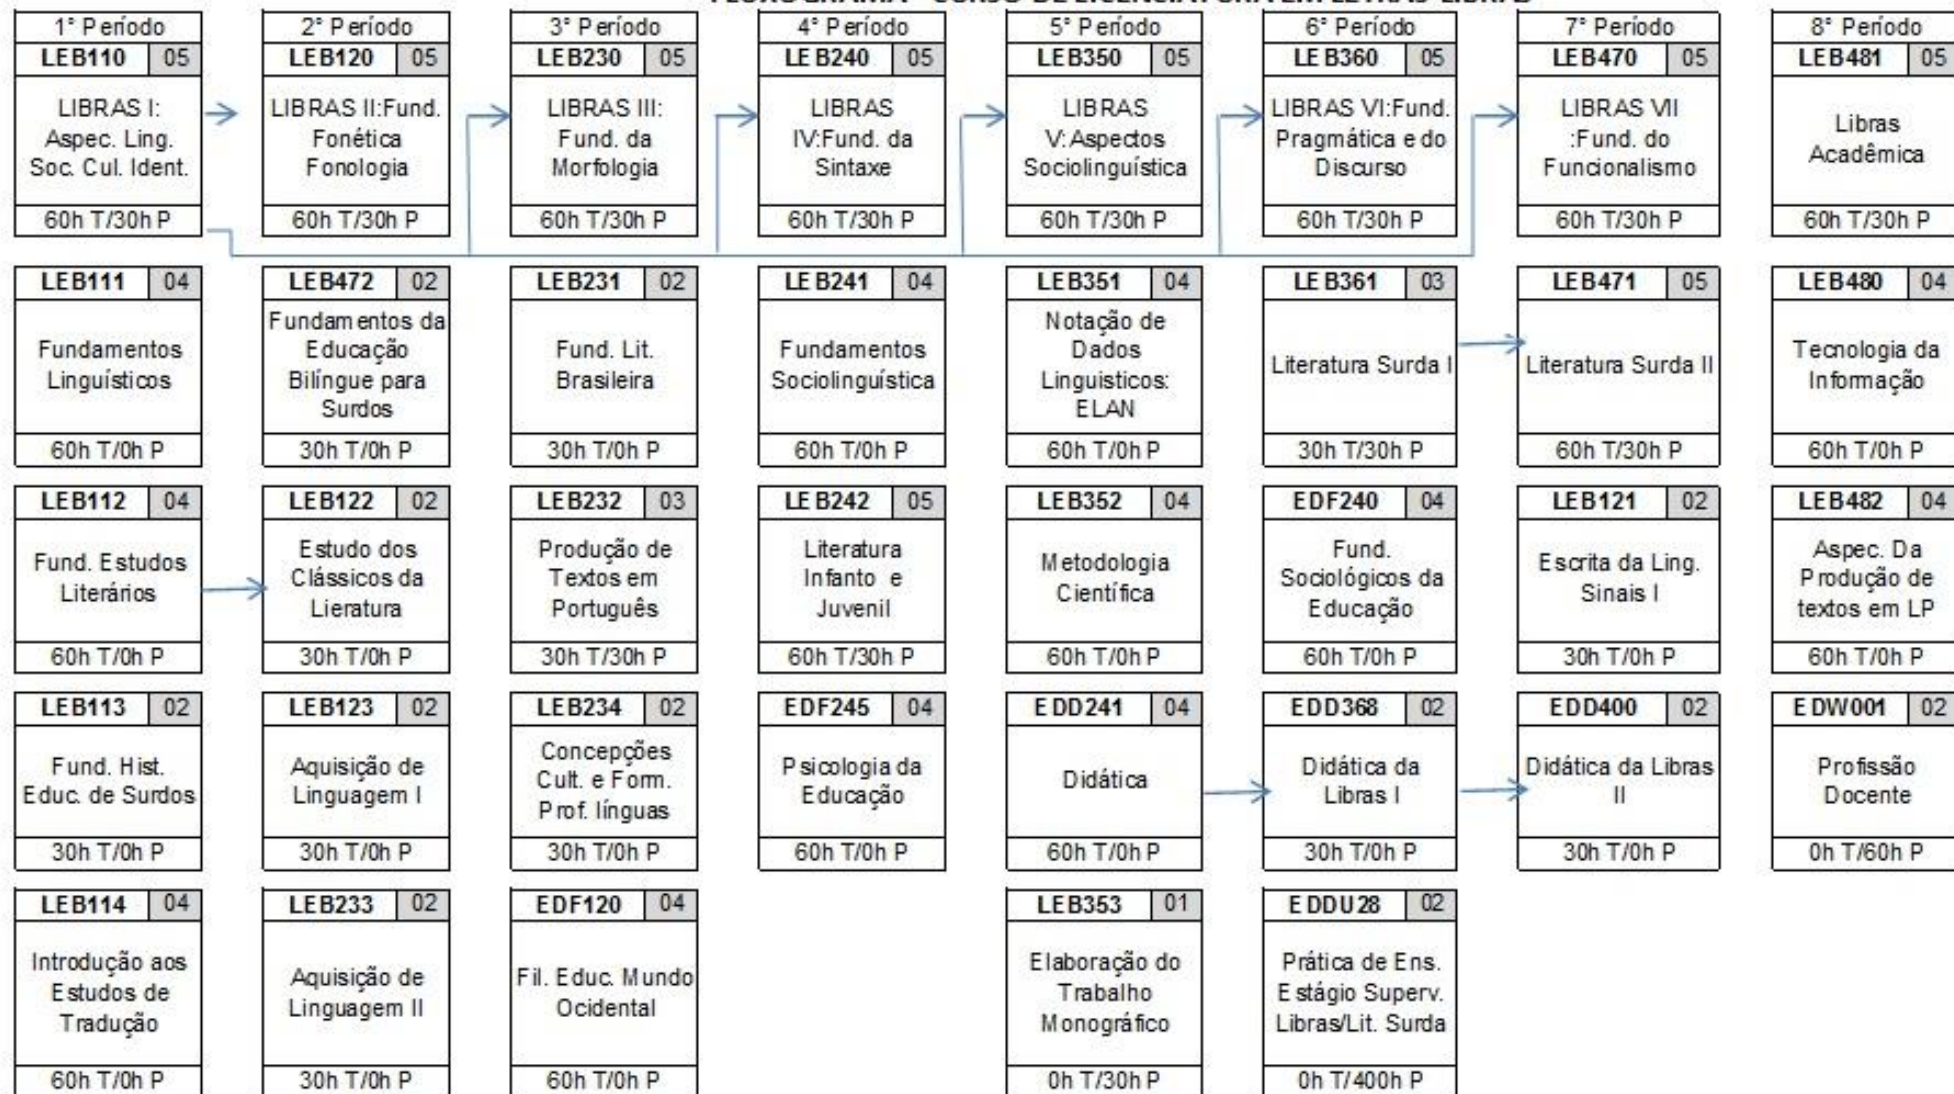 1° Período
2° Período
3° Período
4° Período
5° Período
6° Período
7° Período
8° Período
LEB110 05
LIBRAS I:
Aspec. Ling.
Soc. Cul. Ident.
60h T/30h P
LEB120 05
LIBRAS II:Fund.
Fonética
Fonologia
60h T/30h P
LEB230 05
LIBRAS III:
Fund. da
Morfologia
60h T/30h P
LEB240 05
LIBRAS
IV:Fund. da
Sintaxe
60h T/30h P
LEB350 05
LIBRAS
V:Aspectos
Sociolinguística
60h T/30h P
LEB360 05
LIBRAS VI:Fund.
Pragmática e do
Discurso
60h T/30h P
LEB470 05
LIBRAS VII
:Fund. do
Funcionalismo
60h T/30h P
LEB481 05
Libras
Acadêmica
60h T/30h P
LEB111 04
Fundamentos
Linguísticos
60h T/0h P
LEB472 02
Fundamentos da
Educação
Bilíngue para
Surdos
30h T/0h P
LEB231 02
Fund. Lit.
Brasileira
30h T/0h P
LEB241 04
Fundamentos
Sociolinguística
60h T/0h P
LEB351 04
Notação de
Dados
Linguisticos:
ELAN
60h T/0h P
LEB361 03
Literatura Surda I
30h T/30h P
LEB471 05
Literatura Surda II
60h T/30h P
LEB480 04
Tecnologia da
Informação
60h T/0h P
LEB112 04
Fund. Estudos
Literários
60h T/0h P
LEB122 02
Estudo dos
Clássicos da
Lieratura
30h T/0h P
LEB232 03
Produção de
Textos em
Português
30h T/30h P
LEB242 05
Literatura
Infanto e
Juvenil
60h T/30h P
LEB352 04
Metodologia
Científica
60h T/0h P
EDF240 04
Fund.
Sociológicos da
Educação
60h T/0h P
LEB121 02
Escrita da Ling.
Sinais I
30h T/0h P
LEB482 04
Aspec. Da
Produção de
textos em LP
60h T/0h P
LEB113 02
Fund. Hist.
Educ. de Surdos
30h T/0h P
LEB123 02
Aquisição de
Linguagem I
30h T/0h P
LEB234 02
Concepções
Cult. e Form.
Prof. línguas
30h T/0h P
EDF245 04
Psicologia da
Educação
60h T/0h P
EDD241 04
Didática
60h T/0h P
EDD368 02
Didática da
Libras I
30h T/0h P
EDD400 02
Didática da Libras
II
30h T/0h P
EDW001 02
Profissão
Docente
0h T/60h P
LEB114 04
Introdução aos
Estudos de
Tradução
60h T/0h P
LEB233 02
Aquisição de
Linguagem II
30h T/0h P
EDF120 04
Fil. Educ. Mundo
Ocidental
60h T/0h P
LEB353 01
Elaboração do
Trabalho
Monográfico
0h T/30h P
EDDU28 02
Prática de Ens.
Estágio Superv.
Libras/Lit. Surda
0h T/400h P